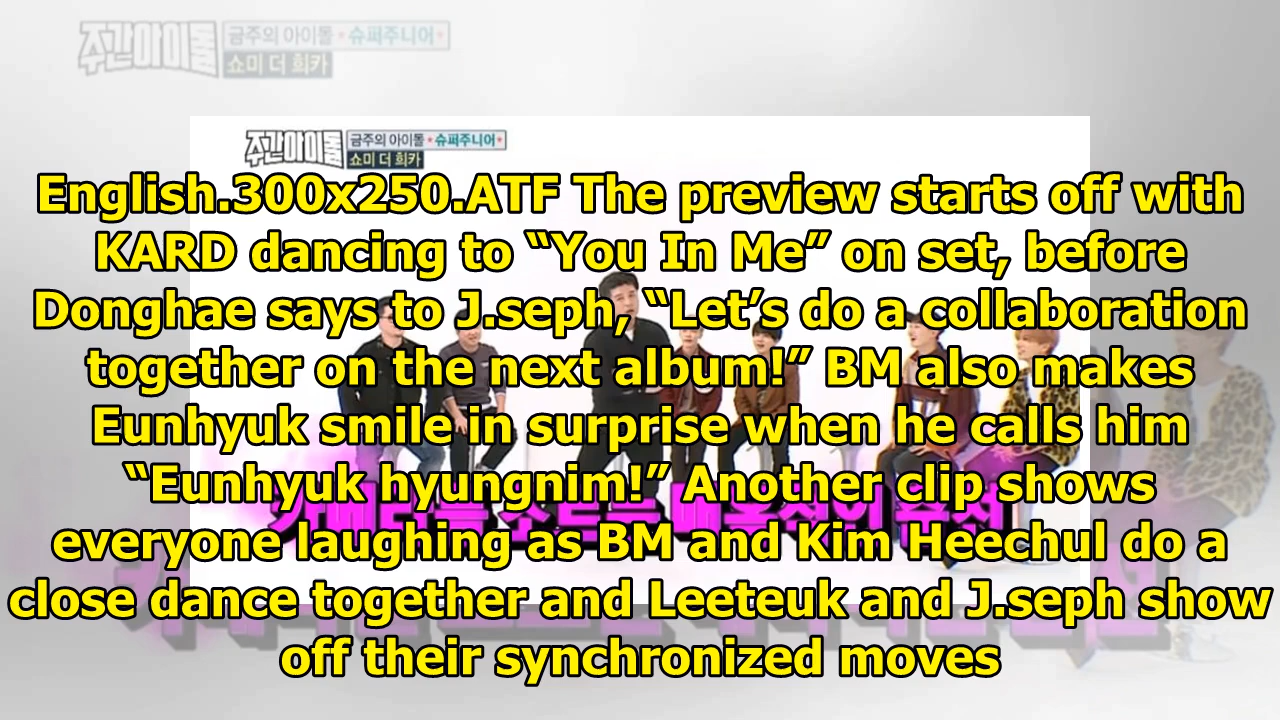 주간아이돌 금주의 아이돌 * 슈퍼주니어 *
쇼미 더 희카
주간아이돌 금주의 아이돌 * 슈퍼주니어 *
쇼미 더 희카
English.300x250.ATF The preview starts off with
KARD dancing to “You In Me” on set, before
Donghae says to J.seph, “Let’s do a collaboration
together on the next album!” BM also makes
Eunhyuk smile in surprise when he calls him
“Eunhyuk hyungnim!” Another clip shows
everyone laughing as BM and Kim Heechul do a
close dance together and Leeteuk and J.seph show
off their synchronized moves